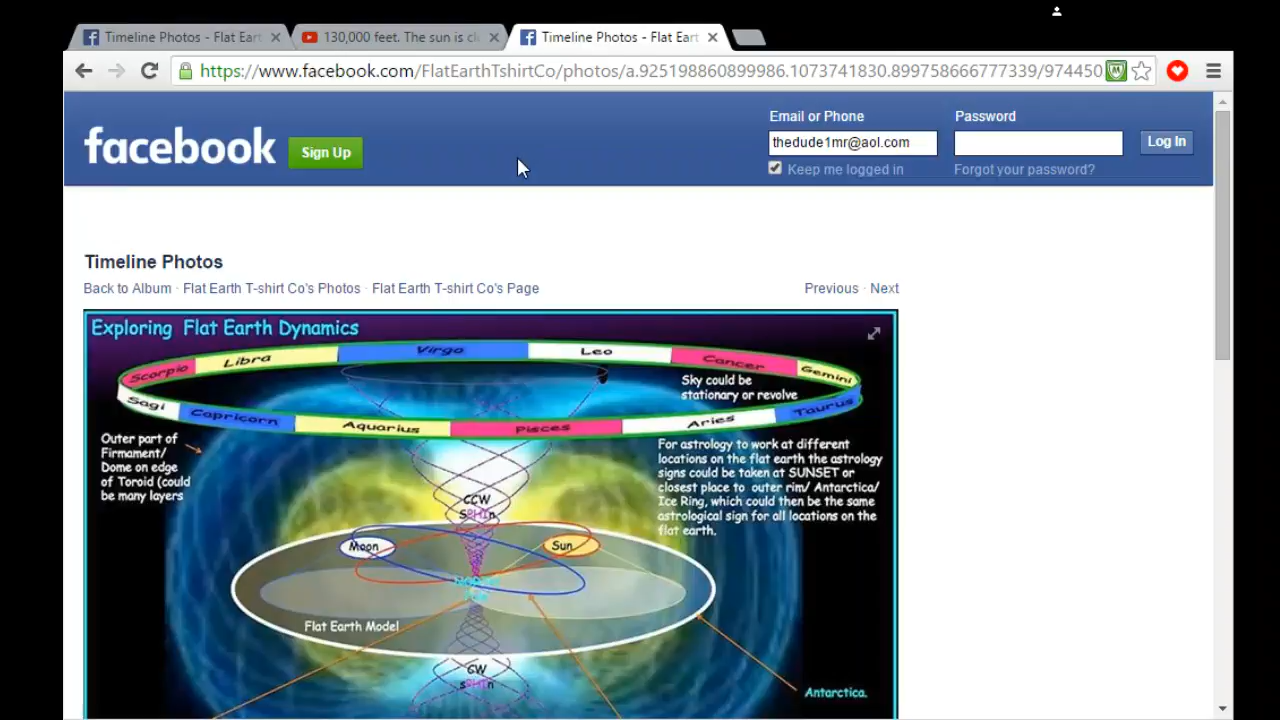 Timeline Photos - Flat Eart
130,000 feet. The sun is cl
Timeline Photos - Flat Eart
https://www.facebook.com/FlatEarthTshirtCo/photos/a.925198860899986.1073741830.899758666777339/974450
facebook
Sign Up
Email or Phone
Password
thedude1mr@aol.com
Log In
Keep me logged in
Forgot your password?
Timeline Photos
Back to Album · Flat Earth T-shirt Co's Photos · Flat Earth T-shirt Co's Page
Previous · Next
Exploring Flat Earth Dynamics
Scorpio
Libra
Virgo
Leo
Cancer
Gemini
Sagi
Capricorn
Aquarius
Pisces
Aries
Taurus
Sky could be
stationary or revolve
Outer part of
Firmament/
Dome on edge
of Toroid (could
be many layers
For astrology to work at different
locations on the flat earth the astrology
signs could be taken at SUNSET or
closest place to outer rim/ Antarctica/
Ice Ring, which could then be the same
astrological sign for all locations on the
flat earth.
CCW
SPHIn
Moon
Sun
Flat Earth Model
CW
sPHIn
Antarctica.